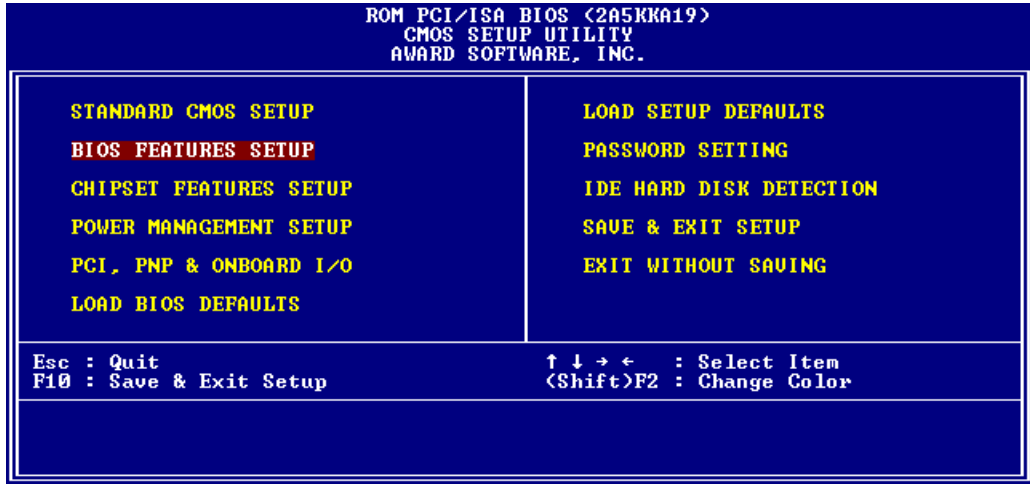 ROM PCI/ISA BIOS (2A5KKA19)
CMOS SETUP UTILITY
AWARD SOFTWARE, INC.
STANDARD CMOS SETUP
BIOS FEATURES SETUP
CHIPSET FEATURES SETUP
POWER MANAGEMENT SETUP
PCI, PNP & ONBOARD I/O
LOAD BIOS DEFAULTS
LOAD SETUP DEFAULTS
PASSWORD SETTING
IDE HARD DISK DETECTION
SAVE & EXIT SETUP
EXIT WITHOUT SAVING
Esc : Quit
F10 : Save & Exit Setup
↑ ↓ → ← : Select Item
(Shift)F2 : Change Color